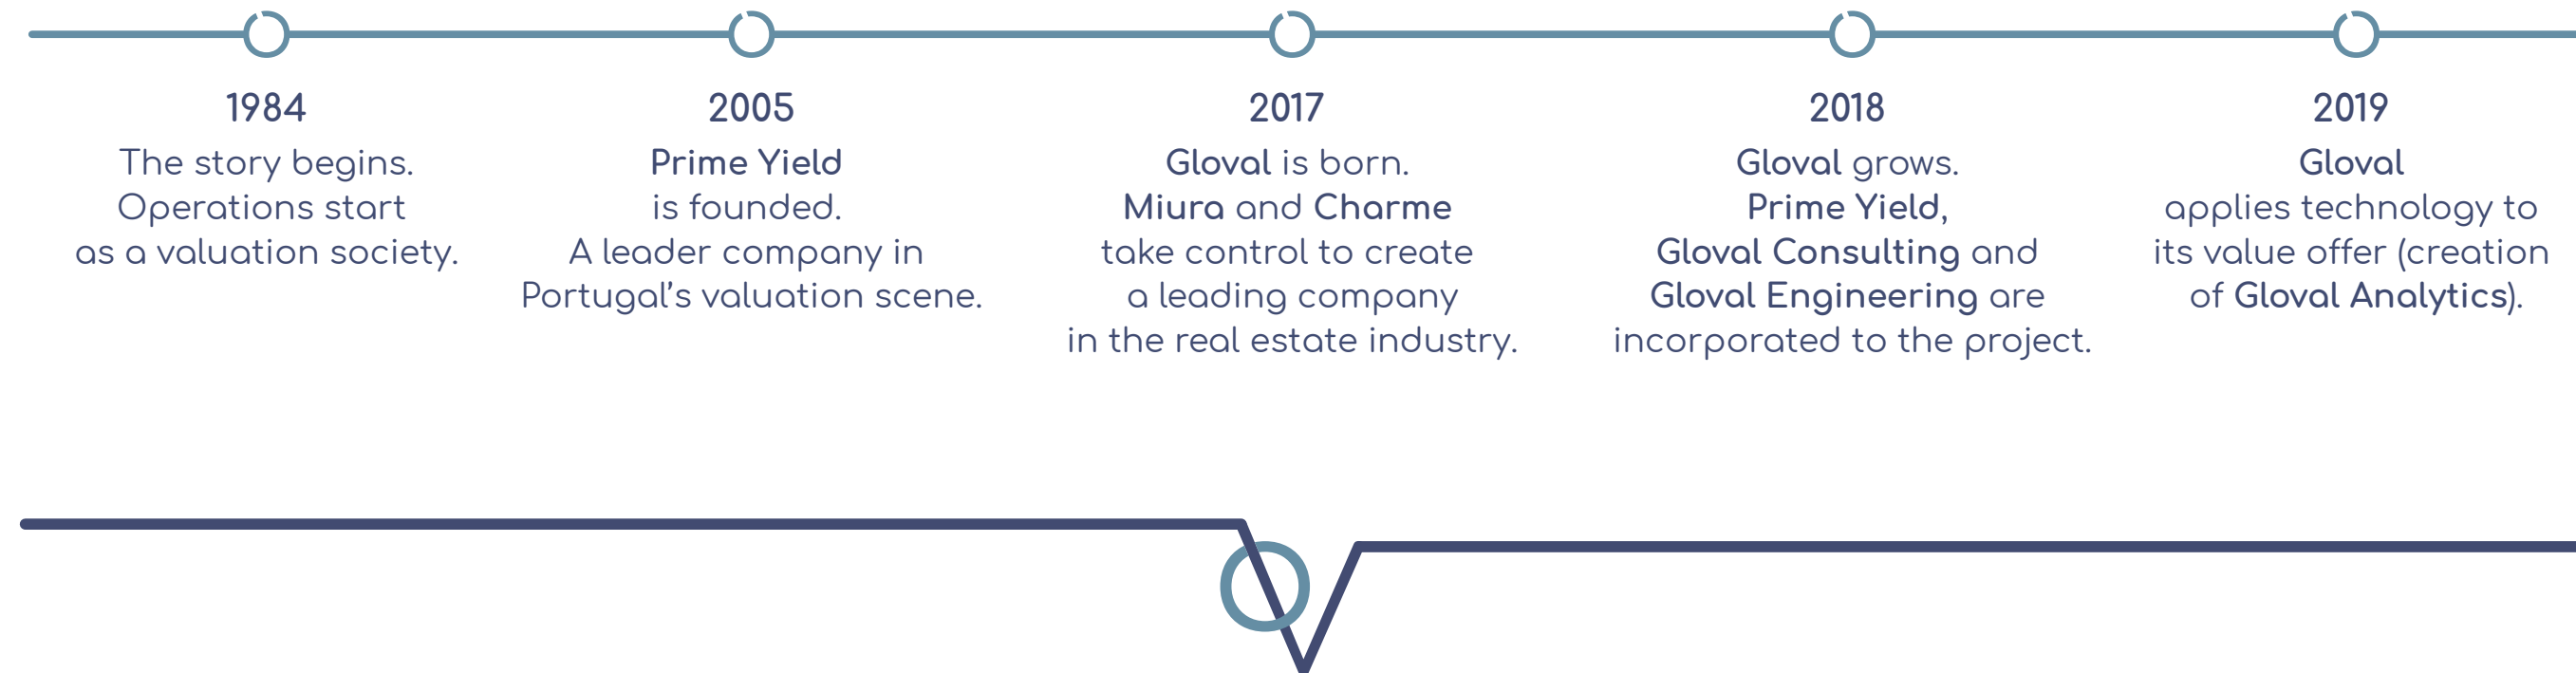 1984
The story begins.
Operations start
as a valuation society.
2005
Prime Yield
is founded.
A leader company in
Portugal’s valuation scene.
2017
Gloval is born.
Miura and Charme
take control to create
a leading company
in the real estate industry.
2018
Gloval grows.
Prime Yield,
Gloval Consulting and
Gloval Engineering are
incorporated to the project.
2019
Gloval
applies technology to
its value offer (creation
of Gloval Analytics).